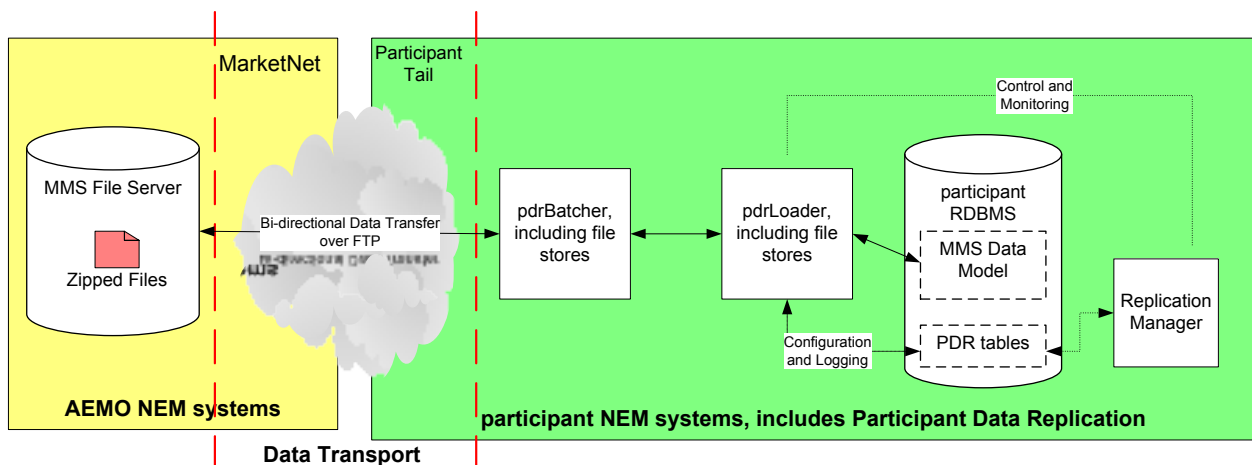 MarketNet
Participant
Tail
Control and
Monitoring
MMS File Server
Zipped Files
Bi-directional Data Transfer
over FTP
pdrBatcher,
including file
stores
pdrLoader,
including file
stores
participant
RDBMS
MMS Data
Model
PDR tables
Configuration
and Logging
Replication
Manager
AEMO NEM systems
participant NEM systems, includes Participant Data Replication
Data Transport